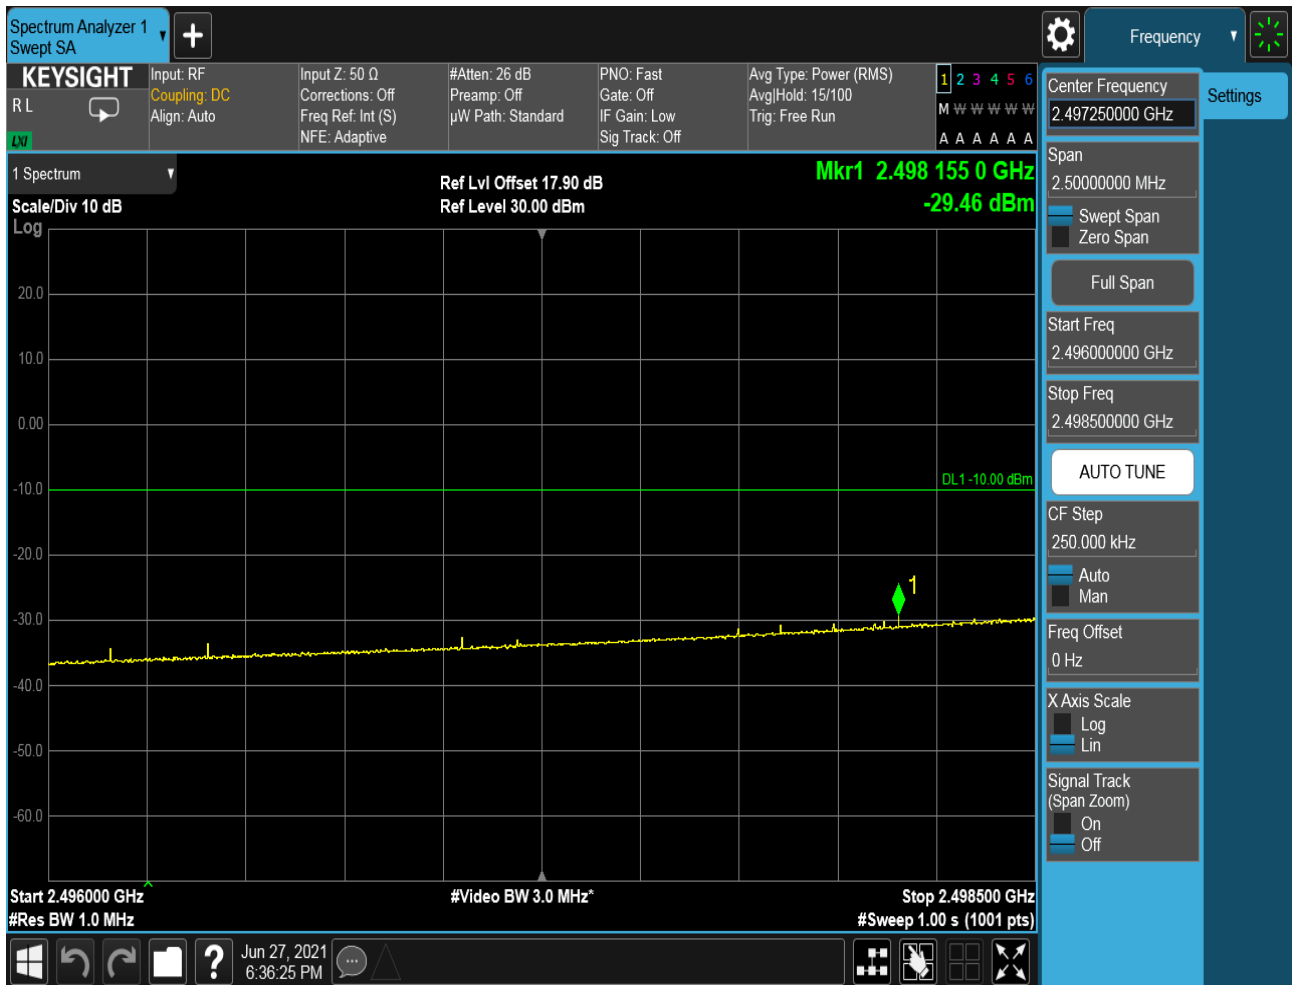 Spectrum Analyzer 1
Swept SA
Frequency
KEYSIGHT
R L
LXI
Input: RF
Coupling: DC
Align: Auto
Input Z: 50 Ω
Corrections: Off
Freq Ref: Int (S)
NFE: Adaptive
#Atten: 26 dB
Preamp: Off
µW Path: Standard
PNO: Fast
Gate: Off
IF Gain: Low
Sig Track: Off
Avg Type: Power (RMS)
Avg|Hold: 15/100
Trig: Free Run
1 2 3 4 5 6
M W W W W W
A A A A A A
1 Spectrum
Scale/Div 10 dB
Log
Ref Lvl Offset 17.90 dB
Ref Level 30.00 dBm
Mkr1 2.498 155 0 GHz
-29.46 dBm
20.0
10.0
0.00
-10.0
-20.0
-30.0
-40.0
-50.0
-60.0
DL1 -10.00 dBm
1
Start 2.496000 GHz
#Res BW 1.0 MHz
#Video BW 3.0 MHz*
Stop 2.498500 GHz
#Sweep 1.00 s (1001 pts)
?
Jun 27, 2021
6:36:25 PM
Center Frequency
2.497250000 GHz
Settings
Span
2.50000000 MHz
Swept Span
Zero Span
Full Span
Start Freq
2.496000000 GHz
Stop Freq
2.498500000 GHz
AUTO TUNE
CF Step
250.000 kHz
Auto
Man
Freq Offset
0 Hz
X Axis Scale
Log
Lin
Signal Track
(Span Zoom)
On
Off